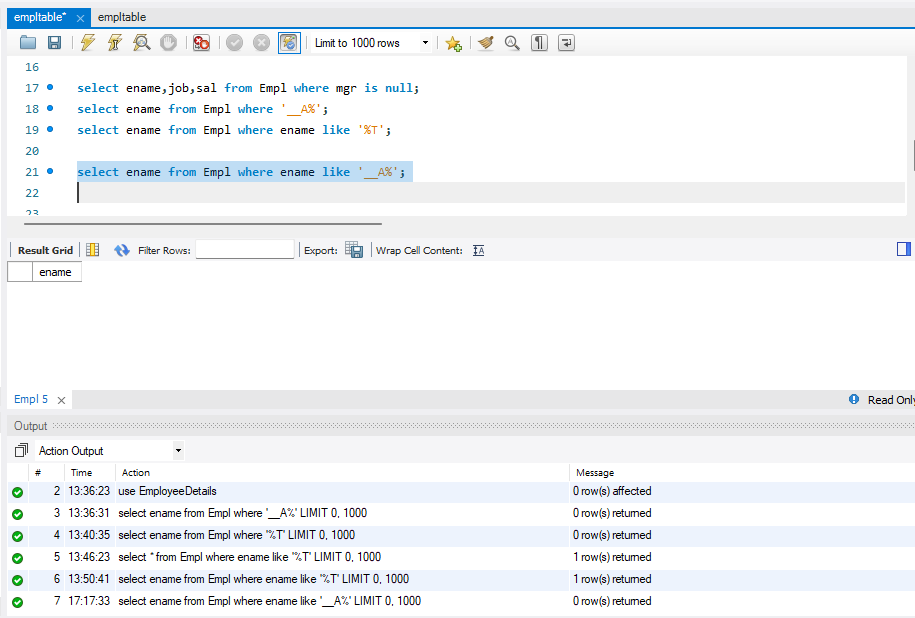 empltable* × empltable
Limit to 1000 rows
16
17 select ename,job,sal from Empl where mgr is null;
18 select ename from Empl where '__A%';
19 select ename from Empl where ename like '%T';
20
21 select ename from Empl where ename like '__A%';
22
23
Result Grid Filter Rows: Export: Wrap Cell Content: IA
ename
Empl 5 × Read Only
Output
Action Output
# Time Action Message
2 13:36:23 use EmployeeDetails 0 row(s) affected
3 13:36:31 select ename from Empl where '__A%' LIMIT 0, 1000 0 row(s) returned
4 13:40:35 select ename from Empl where '%T' LIMIT 0, 1000 0 row(s) returned
5 13:46:23 select * from Empl where ename like '%T' LIMIT 0, 1000 1 row(s) returned
6 13:50:41 select ename from Empl where ename like '%T' LIMIT 0, 1000 1 row(s) returned
7 17:17:33 select ename from Empl where ename like '__A%' LIMIT 0, 1000 0 row(s) returned